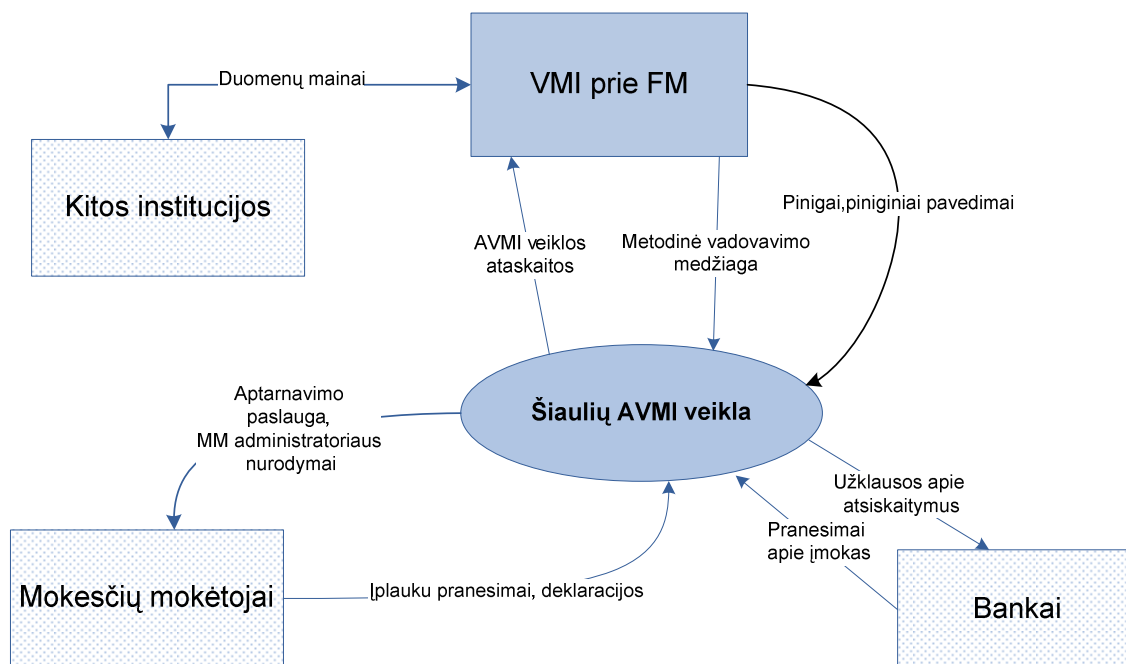 Duomenų mainai
VMI prie FM
Kitos institucijos
Pinigai,piniginiai pavedimai
AVMI veiklos
ataskaitos
Metodinė vadovavimo
medžiaga
Šiaulių AVMI veikla
Aptarnavimo
paslauga,
MM administratoriaus
nurodymai
Užklausos apie
atsiskaitymus
Pranesimai
apie įmokas
Mokesčių mokėtojai
Įplauku pranesimai, deklaracijos
Bankai